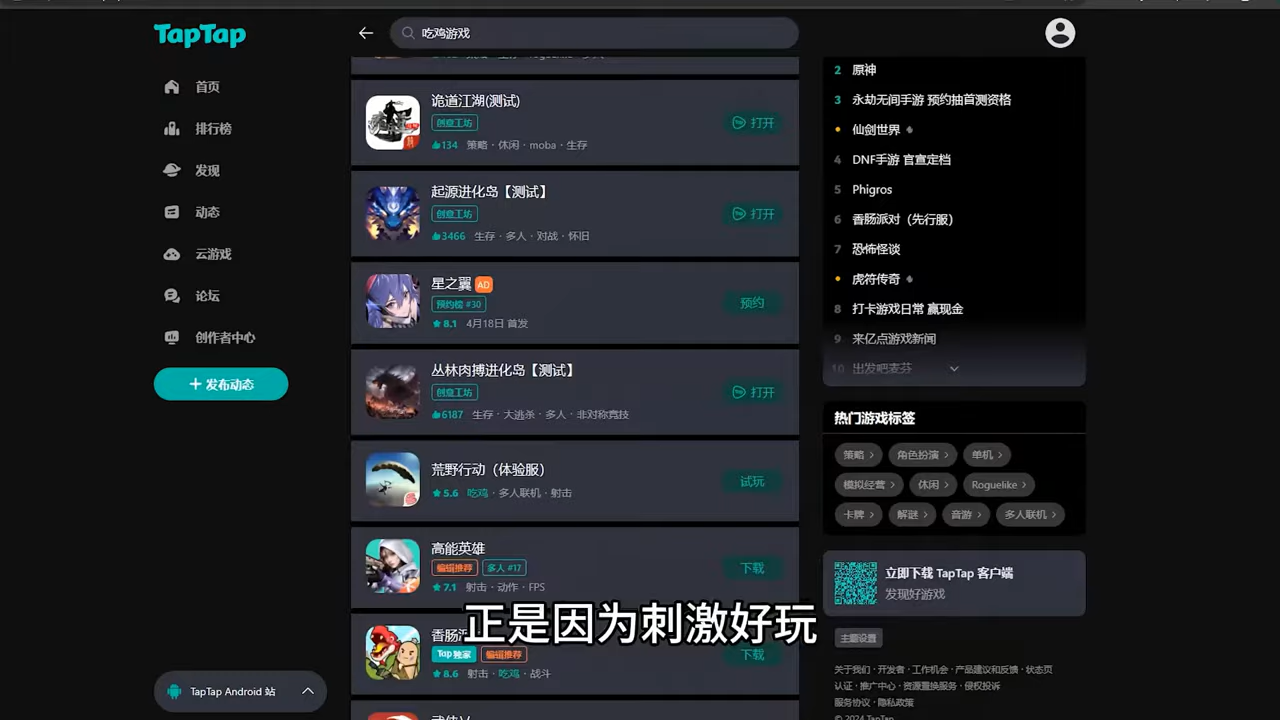 TapTap
吃鸡游戏
首页
排行榜
发现
动态
云游戏
论坛
创作者中心
+ 发布动态
TapTap Android 站
诡道江湖(测试)
创意工坊
134 策略 · 休闲 · moba · 生存
打开
起源进化岛【测试】
创意工坊
3466 生存 · 多人 · 对战 · 怀旧
打开
星之翼 AD
预约榜 #30
8.1 4月18日 首发
预约
丛林肉搏进化岛【测试】
创意工坊
6187 生存 · 大逃杀 · 多人 · 非对称竞技
打开
荒野行动（体验服）
5.6 吃鸡 · 多人联机 · 射击
试玩
高能英雄
编辑推荐 多人 #17
7.1 射击 · 动作 · FPS
下载
香肠
Tap 独家 编辑推荐
8.6 射击 · 吃鸡 · 战斗
下载
正是因为刺激好玩
2 原神
3 永劫无间手游 预约抽首测资格
仙剑世界
4 DNF手游 官宣定档
5 Phigros
6 香肠派对（先行服）
7 恐怖怪谈
虎符传奇
8 打卡游戏日常 赢现金
9 来亿点游戏新闻
10 出发吧麦芬
热门游戏标签
策略 > 角色扮演 > 单机 >
模拟经营 > 休闲 > Roguelike >
卡牌 > 解谜 > 音游 > 多人联机 >
立即下载 TapTap 客户端
发现好游戏
主题设置
关于我们 · 开发者 · 工作机会 · 产品建议和反馈 · 状态页
认证 · 推广中心 · 资源置换服务 · 侵权投诉
服务协议 · 隐私政策
© 2024 TapTap